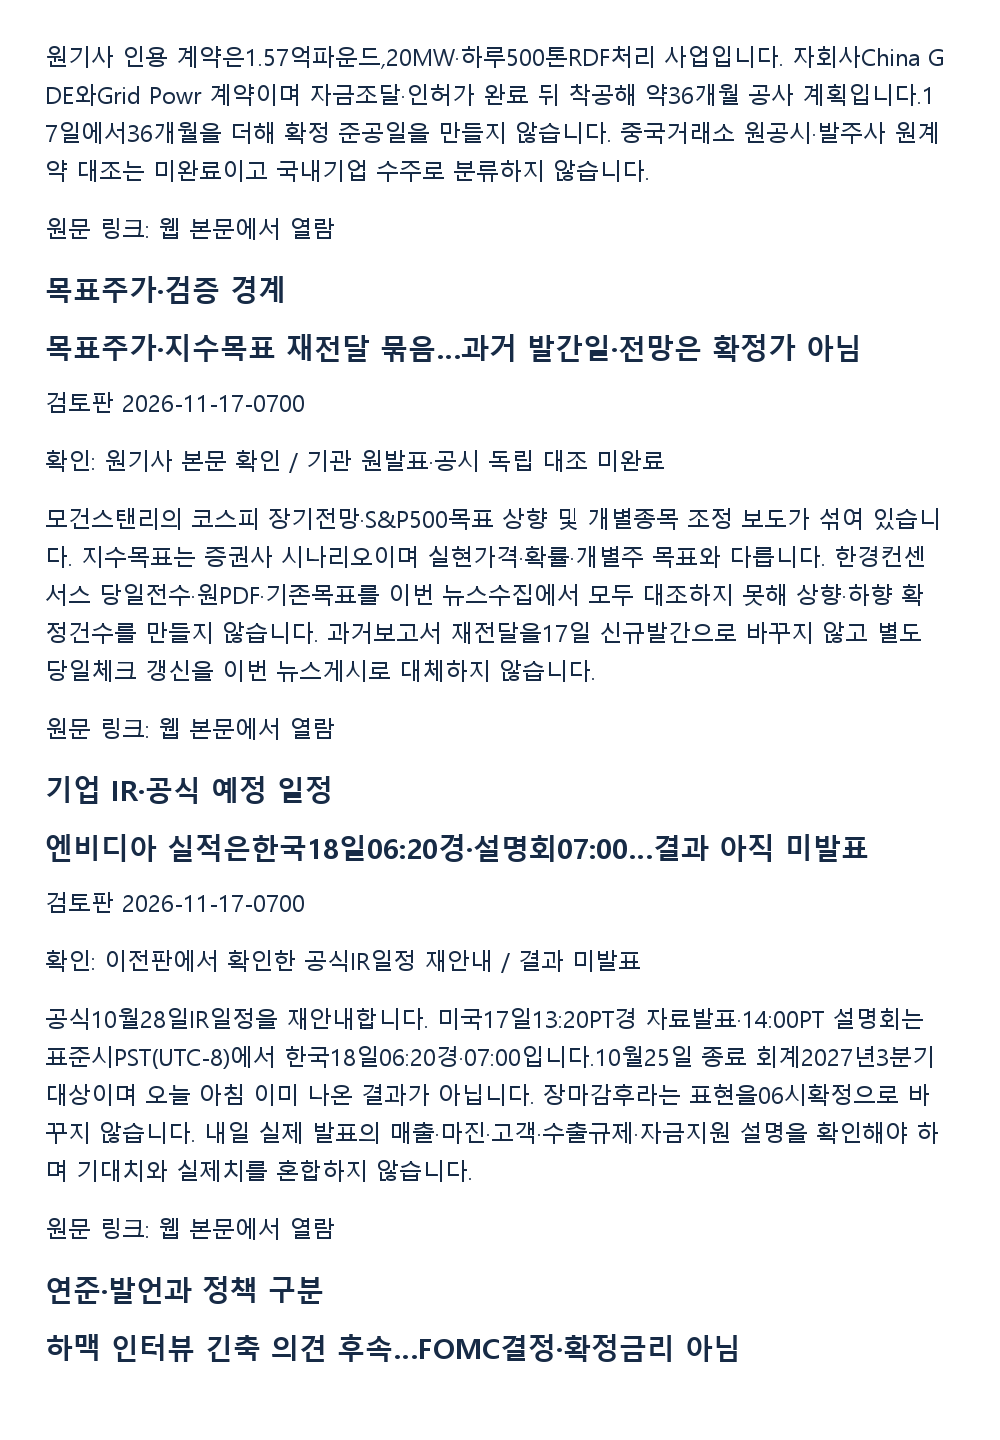 원기사 인용 계약은1.57억파운드,20MW·하루500톤RDF처리 사업입니다. 자회사China G
DE와Grid Powr 계약이며 자금조달·인허가 완료 뒤 착공해 약36개월 공사 계획입니다.1
7일에서36개월을 더해 확정 준공일을 만들지 않습니다. 중국거래소 원공시·발주사 원계
약 대조는 미완료이고 국내기업 수주로 분류하지 않습니다.
원문 링크: 웹 본문에서 열람
목표주가·검증 경계
목표주가·지수목표 재전달 묶음…과거 발간일·전망은 확정가 아님
검토판 2026-11-17-0700
확인: 원기사 본문 확인 / 기관 원발표·공시 독립 대조 미완료
모건스탠리의 코스피 장기전망·S&P500목표 상향 및 개별종목 조정 보도가 섞여 있습니
다. 지수목표는 증권사 시나리오이며 실현가격·확률·개별주 목표와 다릅니다. 한경컨센
서스 당일전수·원PDF·기존목표를 이번 뉴스수집에서 모두 대조하지 못해 상향·하향 확
정건수를 만들지 않습니다. 과거보고서 재전달을17일 신규발간으로 바꾸지 않고 별도
당일체크 갱신을 이번 뉴스게시로 대체하지 않습니다.
원문 링크: 웹 본문에서 열람
기업 IR·공식 예정 일정
엔비디아 실적은한국18일06:20경·설명회07:00…결과 아직 미발표
검토판 2026-11-17-0700
확인: 이전판에서 확인한 공식IR일정 재안내 / 결과 미발표
공식10월28일IR일정을 재안내합니다. 미국17일13:20PT경 자료발표·14:00PT 설명회는
표준시PST(UTC-8)에서 한국18일06:20경·07:00입니다.10월25일 종료 회계2027년3분기
대상이며 오늘 아침 이미 나온 결과가 아닙니다. 장마감후라는 표현을06시확정으로 바
꾸지 않습니다. 내일 실제 발표의 매출·마진·고객·수출규제·자금지원 설명을 확인해야 하
며 기대치와 실제치를 혼합하지 않습니다.
원문 링크: 웹 본문에서 열람
연준·발언과 정책 구분
하맥 인터뷰 긴축 의견 후속…FOMC결정·확정금리 아님